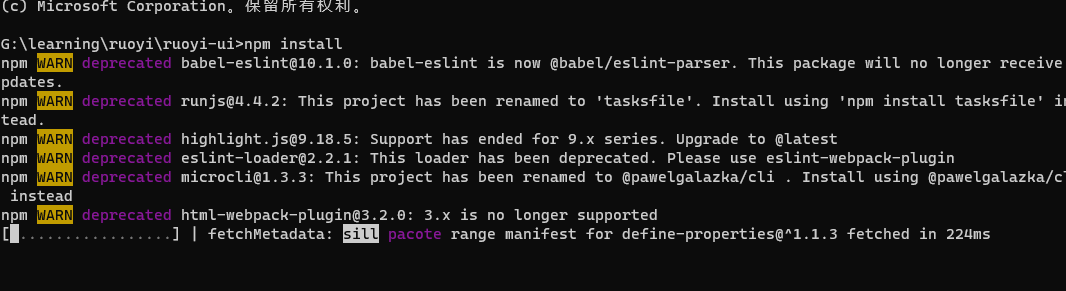 (c) Microsoft Corporation。保留所有权利。
G:\learning\ruoyi\ruoyi-ui>npm install
npm WARN deprecated babel-eslint@10.1.0: babel-eslint is now @babel/eslint-parser. This package will no longer receive
pdates.
npm WARN deprecated runjs@4.4.2: This project has been renamed to 'tasksfile'. Install using 'npm install tasksfile' in
tead.
npm WARN deprecated highlight.js@9.18.5: Support has ended for 9.x series. Upgrade to @latest
npm WARN deprecated eslint-loader@2.2.1: This loader has been deprecated. Please use eslint-webpack-plugin
npm WARN deprecated microcli@1.3.3: This project has been renamed to @pawelgalazka/cli . Install using @pawelgalazka/cl
instead
npm WARN deprecated html-webpack-plugin@3.2.0: 3.x is no longer supported
[ .................] | fetchMetadata: sill pacote range manifest for define-properties@^1.1.3 fetched in 224ms